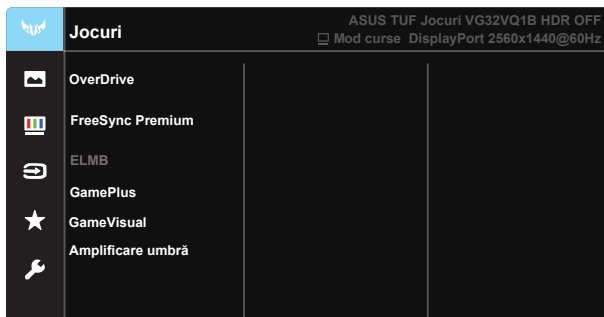 Jocuri
ASUS TUF Jocuri VG32VQ1B HDR OFF
Mod curse DisplayPort 2560x1440@60Hz
OverDrive
FreeSync Premium
ELMB
GamePlus
GameVisual
Amplificare umbră